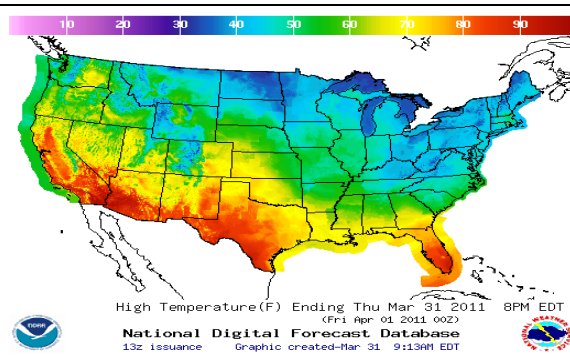 10 20 30 40 50 60 70 80 90
High Temperature(F) Ending Thu Mar 31 2011 8PM EDT
(Fri Apr 01 2011 00Z)
National Digital Forecast Database
13z issuance Graphic created-Mar 31 9:13AM EDT
noaa